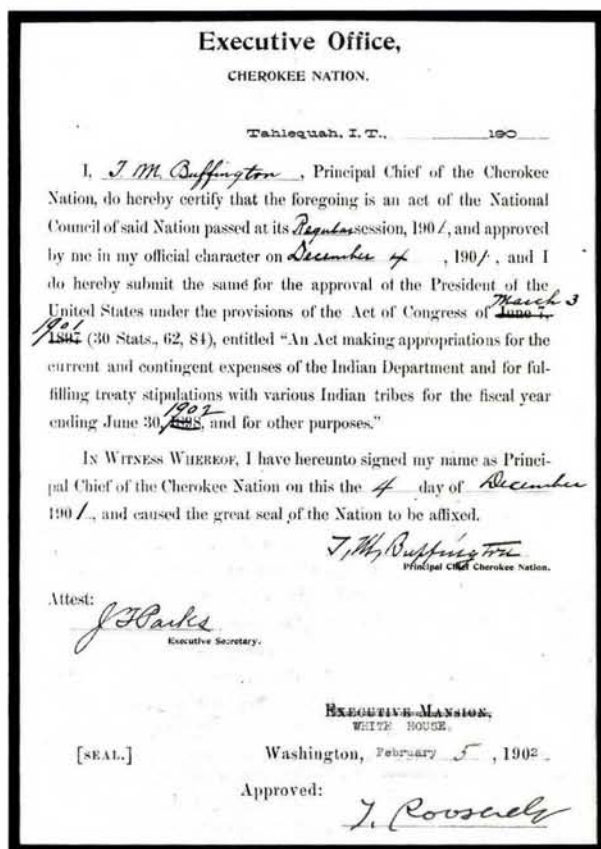 Executive Office,
CHEROKEE NATION.
Tahlequah, I. T., 190
I, T. M. Buffington, Principal Chief of the Cherokee
Nation, do hereby certify that the foregoing is an act of the National
Council of said Nation passed at its Regular session, 1901, and approved
by me in my official character on December 4, 1901, and I
do hereby submit the same for the approval of the President of the
March 3
United States under the provisions of the Act of Congress of June 7,
1901
1897 (30 Stats., 62, 84), entitled “An Act making appropriations for the
current and contingent expenses of the Indian Department and for ful-
filling treaty stipulations with various Indian tribes for the fiscal year
1902
ending June 30, 1898, and for other purposes.”
IN WITNESS WHEREOF, I have hereunto signed my name as Princi-
pal Chief of the Cherokee Nation on this the 4 day of December
1901, and caused the great seal of the Nation to be affixed.
T. M. Buffington
Principal Chief Cherokee Nation.
Attest:
J T Parks
Executive Secretary.
EXECUTIVE MANSION,
WHITE HOUSE.
[SEAL.] Washington, February 5, 1902.
Approved:
T. Roosevelt